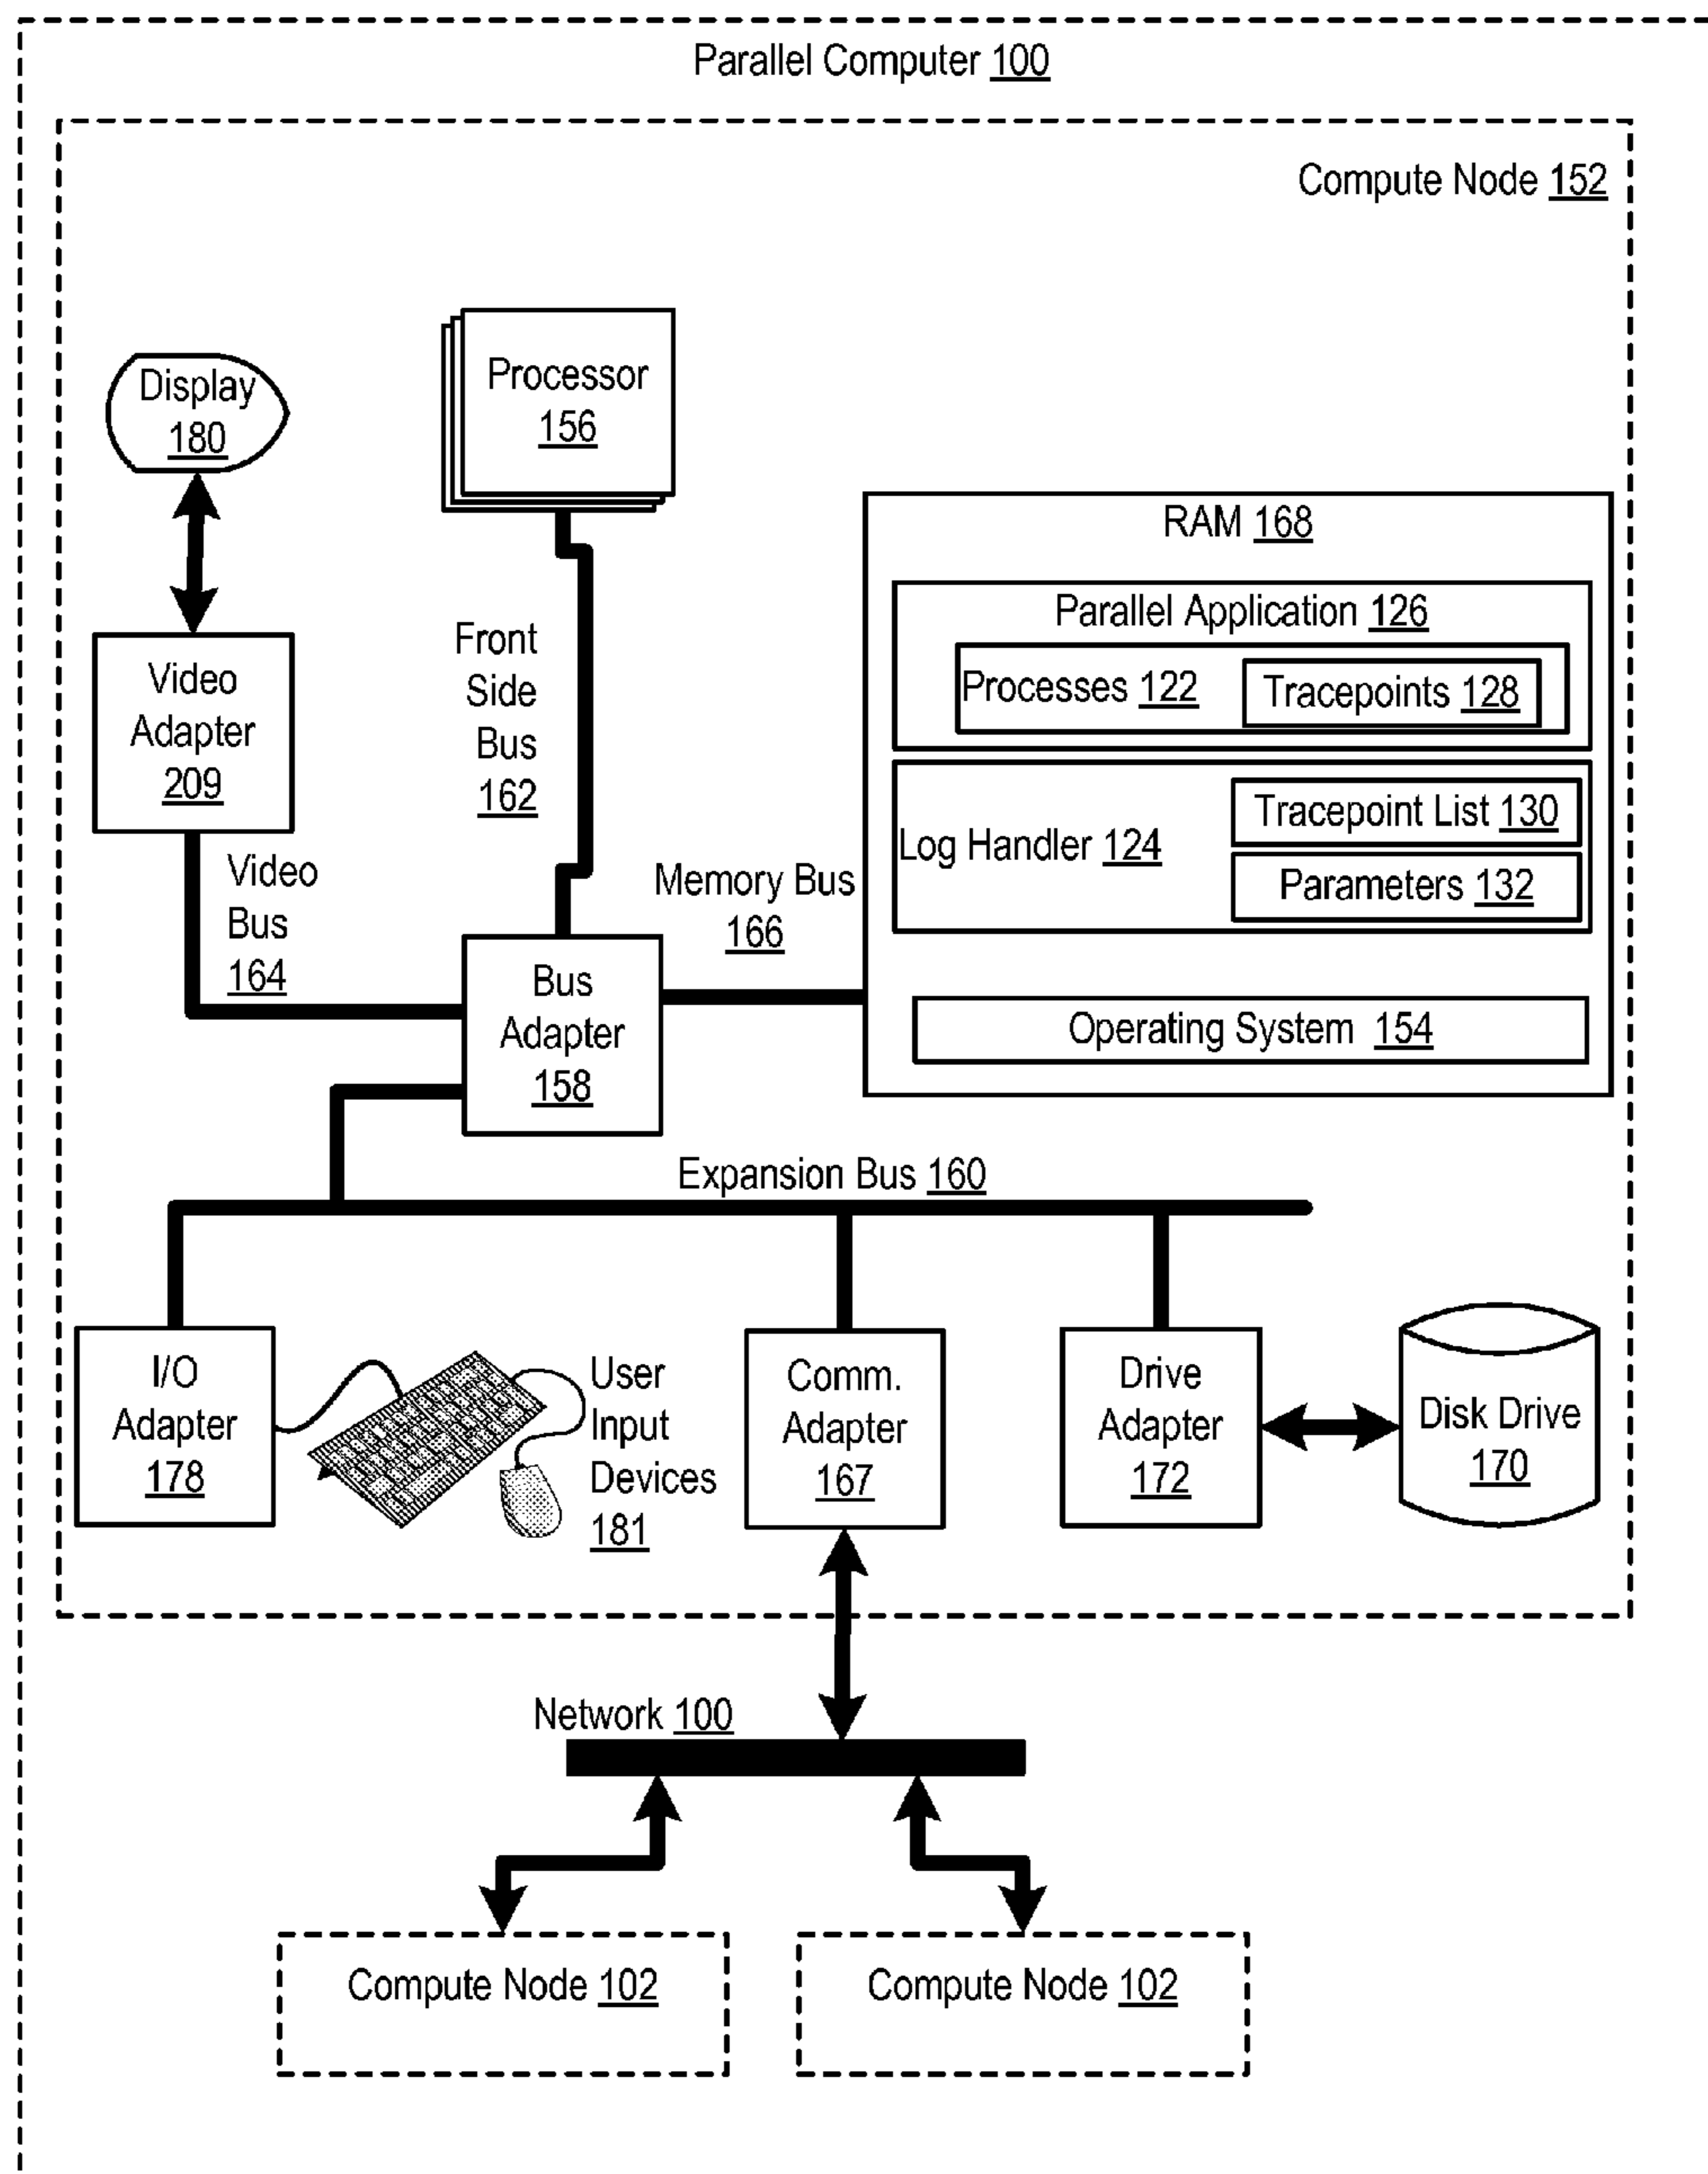 Parallel Computer 100
Compute Node 152
Processor
156
Display
180
RAM 168
Parallel Application 126
Processes 122
Tracepoints 128
Front
Side
Bus
162
Video
Adapter
209
Log Handler 124
Tracepoint List 130
Parameters 132
Video
Bus
164
Memory Bus
166
Bus
Adapter
158
Operating System 154
Expansion Bus 160
I/O
Adapter
178
User
Input
Devices
181
Comm.
Adapter
167
Drive
Adapter
172
Disk Drive
170
Network 100
Compute Node 102
Compute Node 102